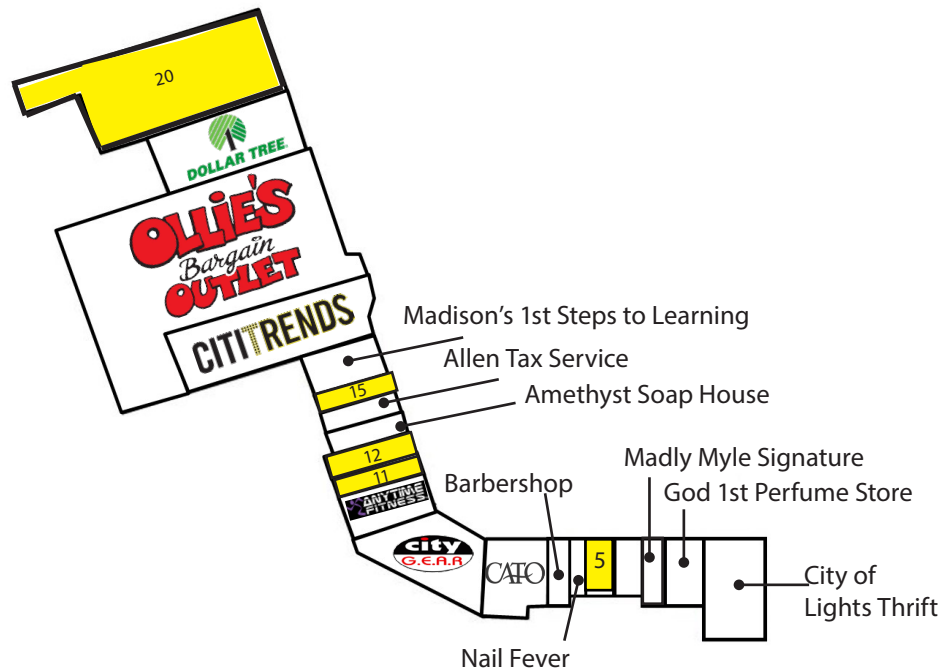 20
DOLLAR TREE
OLLIE'S
Bargain
OUTLET
CITITRENDS
Madison's 1st Steps to Learning
Allen Tax Service
15
Amethyst Soap House
12
11
ANYTIME
FITNESS
Barbershop
Madly Myle Signature
God 1st Perfume Store
city
G.E.A.R
CATO
5
City of
Lights Thrift
Nail Fever